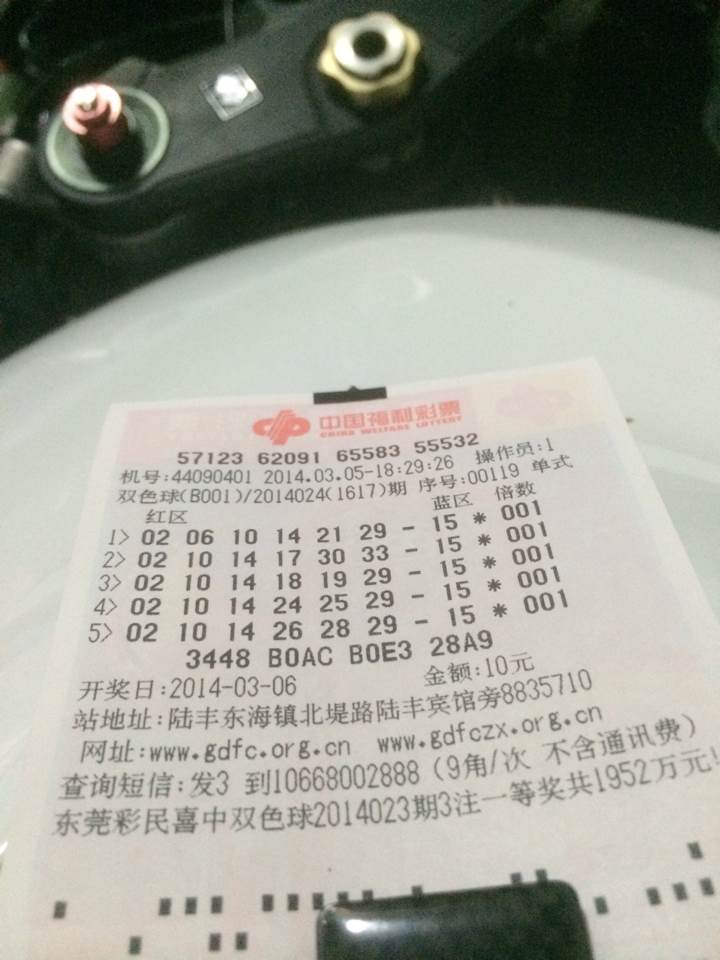 中国福利彩票
CHINA WELFARE LOTTERY
57123 62091 65583 55532
机号:44090401 2014.03.05-18:29:26 操作员:1
双色球(B001)/2014024(1617)期 序号:00119 单式
红区 蓝区 倍数
1> 02 06 10 14 21 29 - 15 * 001
2> 02 10 14 17 30 33 - 15 * 001
3> 02 10 14 18 19 29 - 15 * 001
4> 02 10 14 24 25 29 - 15 * 001
5> 02 10 14 26 28 29 - 15 * 001
3448 B0AC B0E3 28A9
开奖日:2014-03-06 金额:10元
站地址:陆丰东海镇北堤路陆丰宾馆旁8835710
网址:www.gdfc.org.cn www.gdfczx.org.cn
查询短信:发3 到10668002888(9角/次 不含通讯费)
东莞彩民喜中双色球2014023期3注一等奖共1952万元!